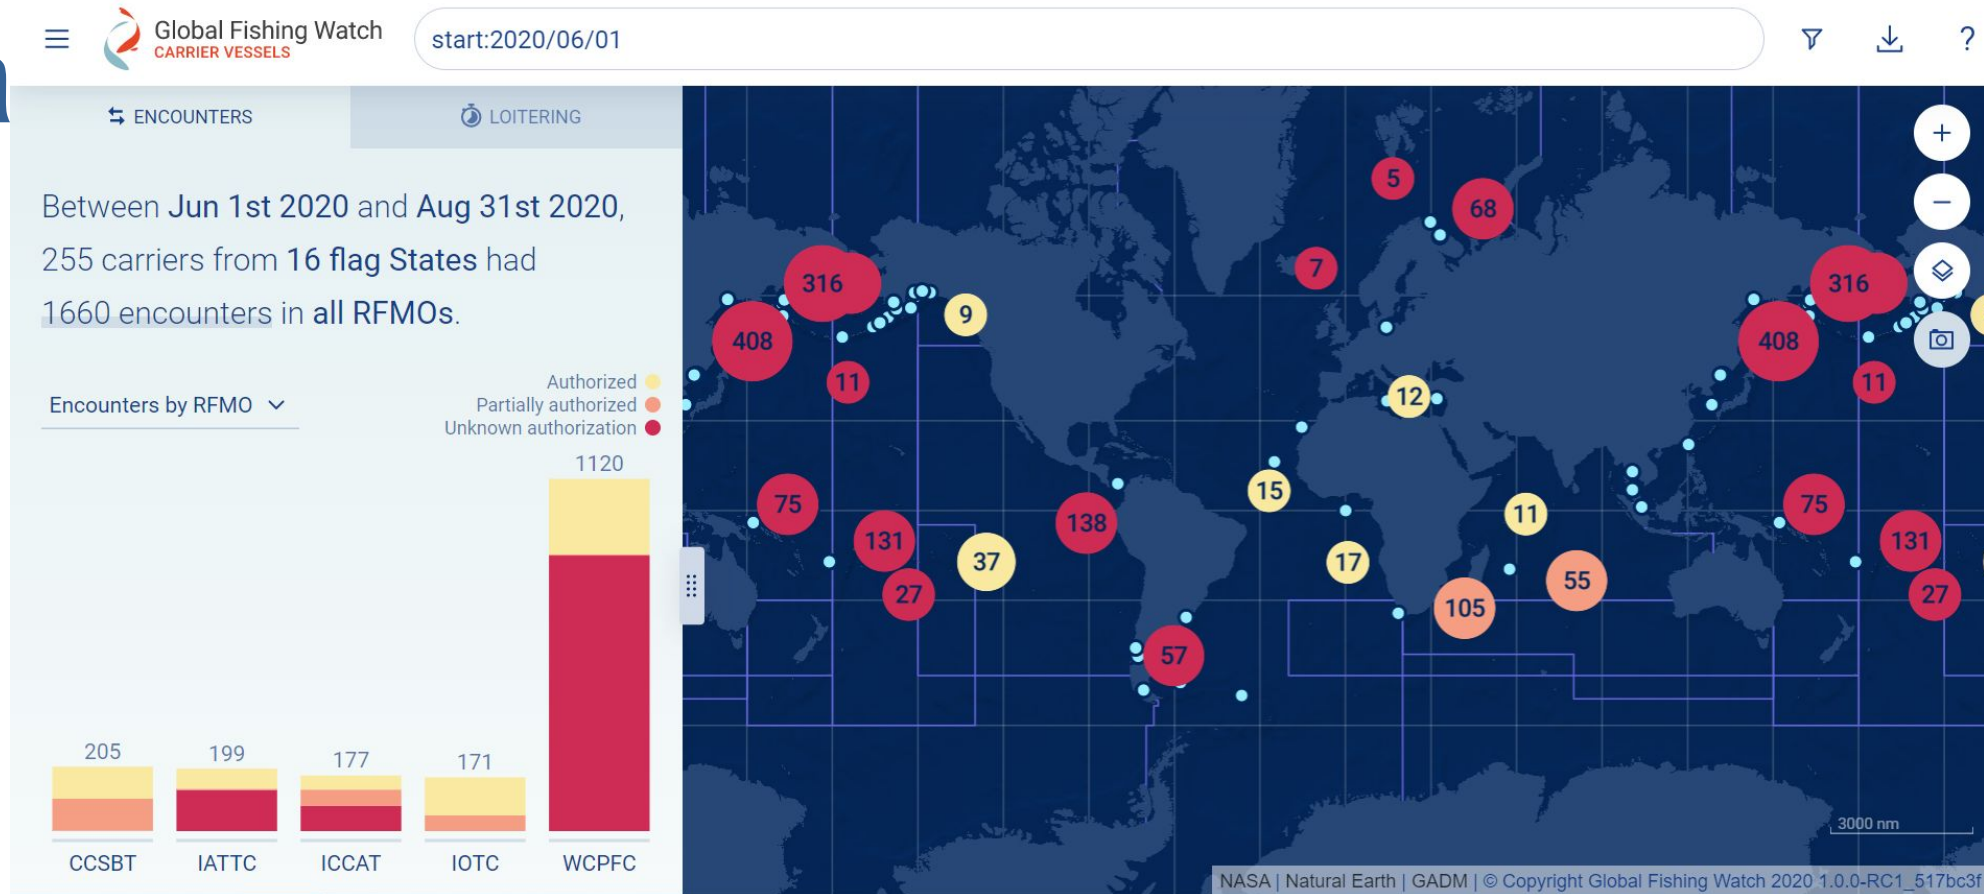 Global Fishing Watch
CARRIER VESSELS
start:2020/06/01
?
ENCOUNTERS
LOITERING
Between Jun 1st 2020 and Aug 31st 2020,
255 carriers from 16 flag States had
1660 encounters in all RFMOs.
Encounters by RFMO
Authorized
Partially authorized
Unknown authorization
1120
205
199
177
171
CCSBT
IATTC
ICCAT
IOTC
WCPFC
5
68
7
316
9
408
11
12
75
15
138
131
37
11
17
27
55
105
57
316
408
11
75
131
27
+
−
3000 nm
NASA | Natural Earth | GADM | © Copyright Global Fishing Watch 2020 1.0.0-RC1_517bc3